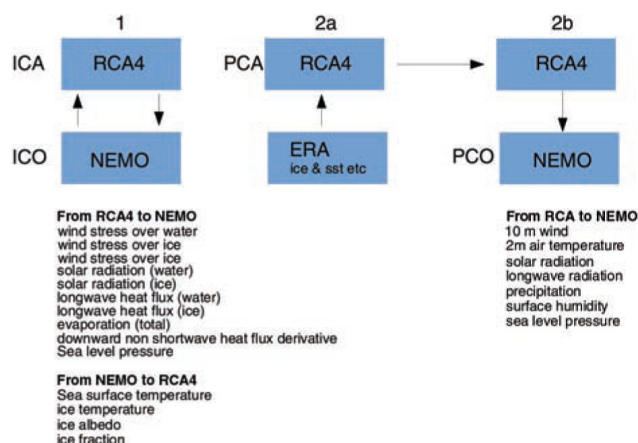 1 2a 2b
ICA RCA4 PCA RCA4 RCA4
ICO NEMO ERA PCO NEMO
ice & sst etc
From RCA4 to NEMO
wind stress over water
wind stress over ice
wind stress over ice
solar radiation (water)
solar radiation (ice)
longwave heat flux (water)
longwave heat flux (ice)
evaporation (total)
downward non shortwave heat flux derivative
Sea level pressure
From NEMO to RCA4
Sea surface temperature
ice temperature
ice albedo
ice fraction
From RCA to NEMO
10 m wind
2m air temperature
solar radiation
longwave radiation
precipitation
surface humidity
sea level pressure